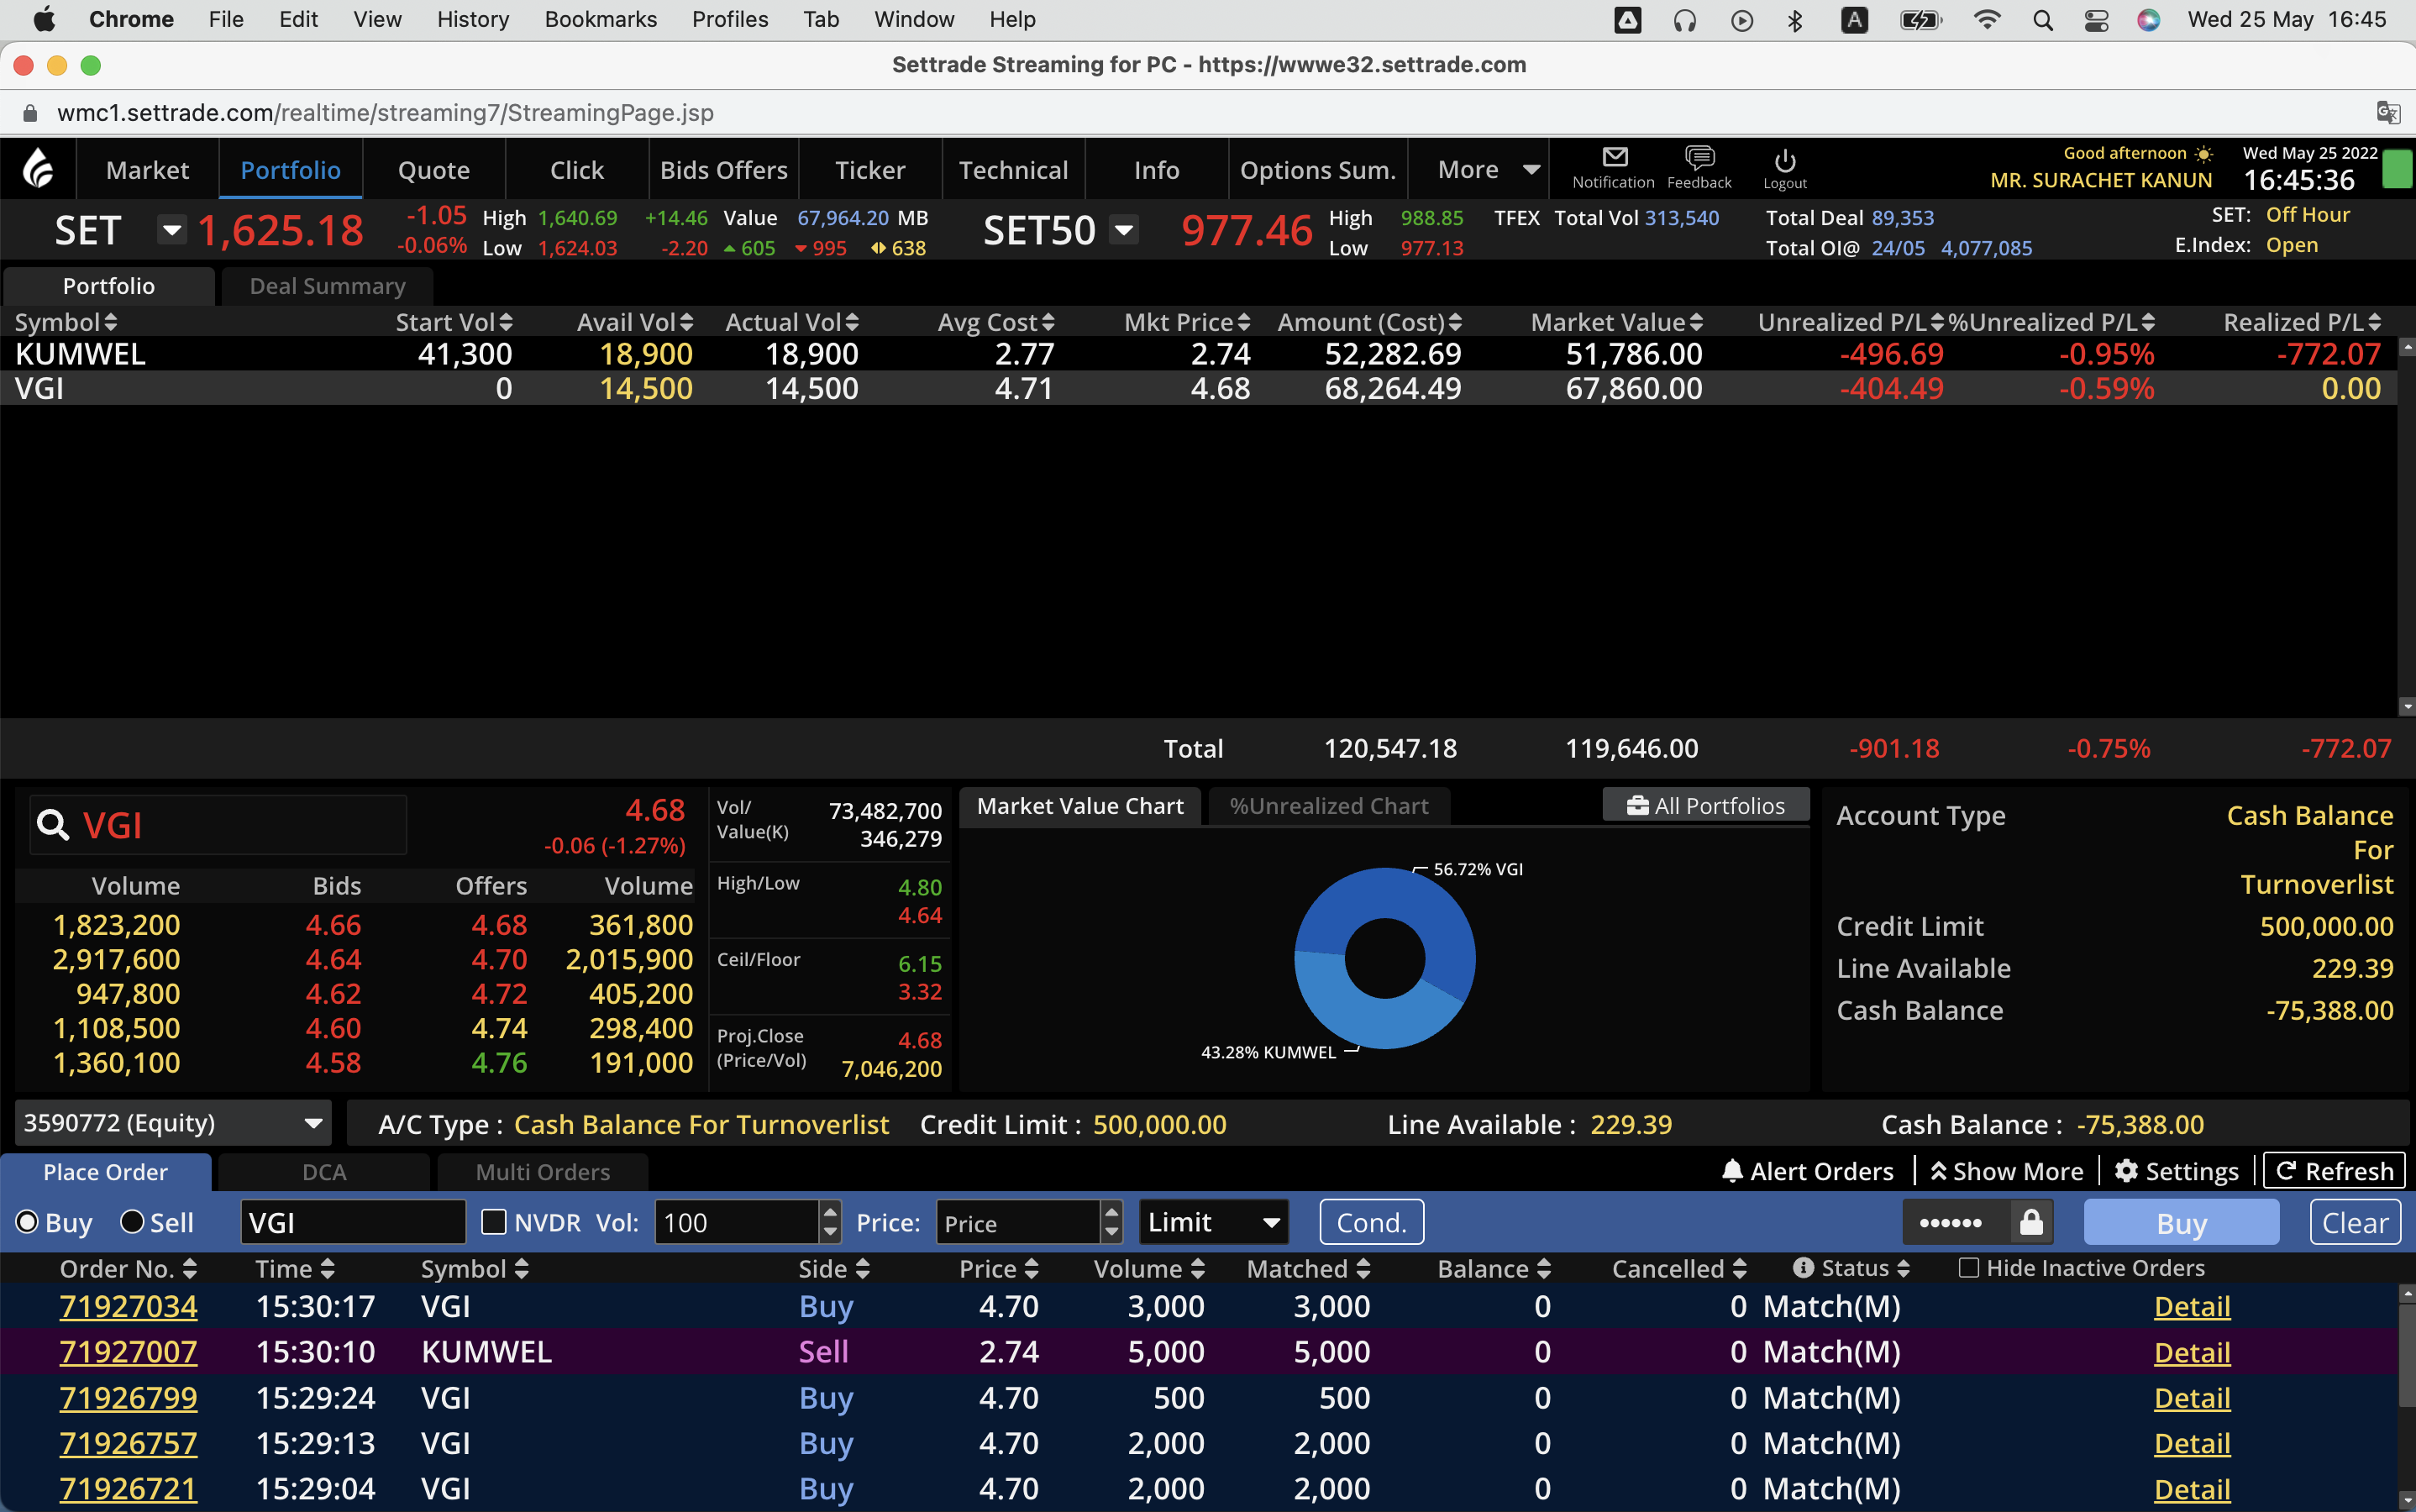 Chrome File Edit View History Bookmarks Profiles Tab Window Help A Wed 25 May 16:45
Settrade Streaming for PC - https://wwwe32.settrade.com
wmc1.settrade.com/realtime/streaming7/StreamingPage.jsp
Market Portfolio Quote Click Bids Offers Ticker Technical Info Options Sum. More Notification Feedback Logout Good afternoon MR. SURACHET KANUN Wed May 25 2022 16:45:36
SET 1,625.18 -1.05 High 1,640.69 +14.46 Value 67,964.20 MB SET50 977.46 High 988.85 TFEX Total Vol 313,540 Total Deal 89,353 SET: Off Hour
-0.06% Low 1,624.03 -2.20 605 995 638 Low 977.13 Total OI@ 24/05 4,077,085 E.Index: Open
Portfolio Deal Summary
Symbol Start Vol Avail Vol Actual Vol Avg Cost Mkt Price Amount (Cost) Market Value Unrealized P/L %Unrealized P/L Realized P/L
KUMWEL 41,300 18,900 18,900 2.77 2.74 52,282.69 51,786.00 -496.69 -0.95% -772.07
VGI 0 14,500 14,500 4.71 4.68 68,264.49 67,860.00 -404.49 -0.59% 0.00
Total 120,547.18 119,646.00 -901.18 -0.75% -772.07
VGI 4.68
-0.06 (-1.27%)
Volume Bids Offers Volume
1,823,200 4.66 4.68 361,800
2,917,600 4.64 4.70 2,015,900
947,800 4.62 4.72 405,200
1,108,500 4.60 4.74 298,400
1,360,100 4.58 4.76 191,000
Vol/ 73,482,700
Value(K) 346,279
High/Low 4.80
4.64
Ceil/Floor 6.15
3.32
Proj.Close 4.68
(Price/Vol) 7,046,200
Market Value Chart %Unrealized Chart All Portfolios
56.72% VGI
43.28% KUMWEL
Account Type Cash Balance
For
Turnoverlist
Credit Limit 500,000.00
Line Available 229.39
Cash Balance -75,388.00
3590772 (Equity) A/C Type : Cash Balance For Turnoverlist Credit Limit : 500,000.00 Line Available : 229.39 Cash Balance : -75,388.00
Place Order DCA Multi Orders Alert Orders Show More Settings Refresh
Buy Sell VGI NVDR Vol: 100 Price: Price Limit Cond. •••••• Buy Clear
Order No. Time Symbol Side Price Volume Matched Balance Cancelled Status Hide Inactive Orders
71927034 15:30:17 VGI Buy 4.70 3,000 3,000 0 0 Match(M) Detail
71927007 15:30:10 KUMWEL Sell 2.74 5,000 5,000 0 0 Match(M) Detail
71926799 15:29:24 VGI Buy 4.70 500 500 0 0 Match(M) Detail
71926757 15:29:13 VGI Buy 4.70 2,000 2,000 0 0 Match(M) Detail
71926721 15:29:04 VGI Buy 4.70 2,000 2,000 0 0 Match(M) Detail